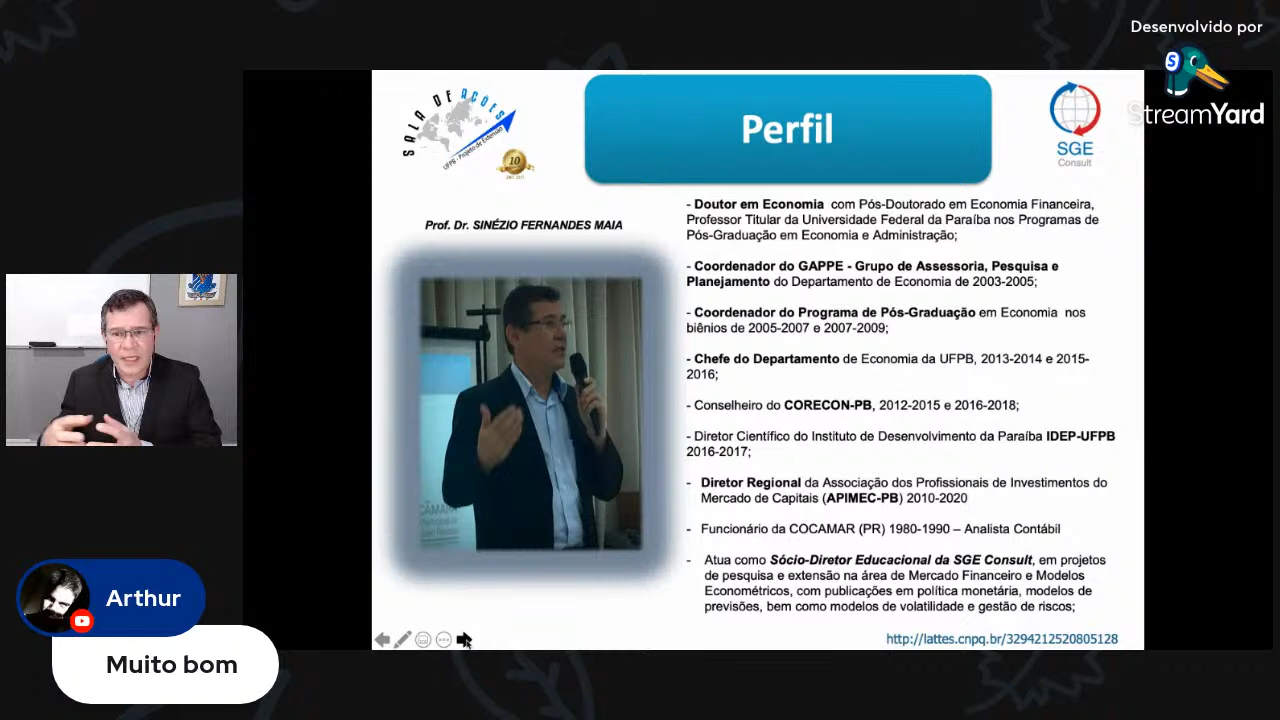 Desenvolvido por
StreamYard
SALA DE AÇÕES
UFPB - Projeto de Extensão
10
Perfil
SGE
Consult
Prof. Dr. SINÉZIO FERNANDES MAIA
- Doutor em Economia com Pós-Doutorado em Economia Financeira,
Professor Titular da Universidade Federal da Paraíba nos Programas de
Pós-Graduação em Economia e Administração;
- Coordenador do GAPPE - Grupo de Assessoria, Pesquisa e
Planejamento do Departamento de Economia de 2003-2005;
- Coordenador do Programa de Pós-Graduação em Economia nos
biênios de 2005-2007 e 2007-2009;
- Chefe do Departamento de Economia da UFPB, 2013-2014 e 2015-
2016;
- Conselheiro do CORECON-PB, 2012-2015 e 2016-2018;
- Diretor Científico do Instituto de Desenvolvimento da Paraíba IDEP-UFPB
2016-2017;
- Diretor Regional da Associação dos Profissionais de Investimentos do
Mercado de Capitais (APIMEC-PB) 2010-2020
- Funcionário da COCAMAR (PR) 1980-1990 – Analista Contábil
- Atua como Sócio-Diretor Educacional da SGE Consult, em projetos
de pesquisa e extensão na área de Mercado Financeiro e Modelos
Econométricos, com publicações em política monetária, modelos de
previsões, bem como modelos de volatilidade e gestão de riscos;
http://lattes.cnpq.br/3294212520805128
Arthur
Muito bom